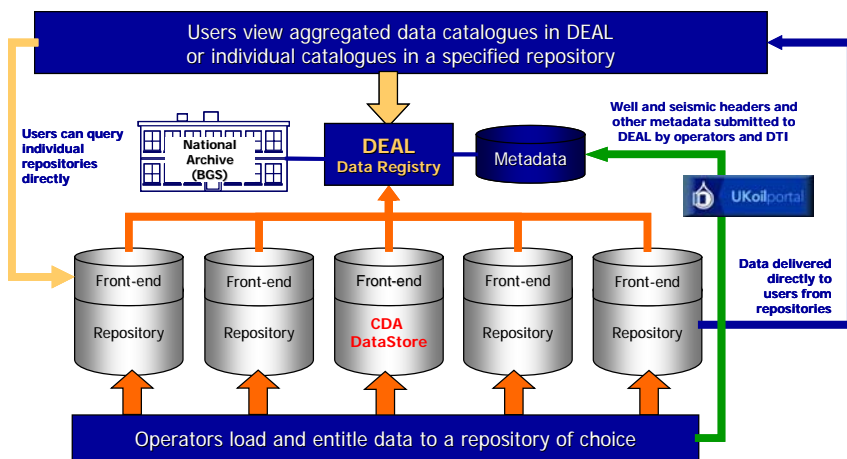 Users view aggregated data catalogues in DEAL
or individual catalogues in a specified repository
Users can query
individual
repositories
directly
National
Archive
(BGS)
DEAL
Data Registry
Metadata
Well and seismic headers and
other metadata submitted to
DEAL by operators and DTI
UKoilportal
Front-end
Front-end
Front-end
Front-end
Front-end
Repository
Repository
CDA
DataStore
Repository
Repository
Data delivered
directly to
users from
repositories
Operators load and entitle data to a repository of choice